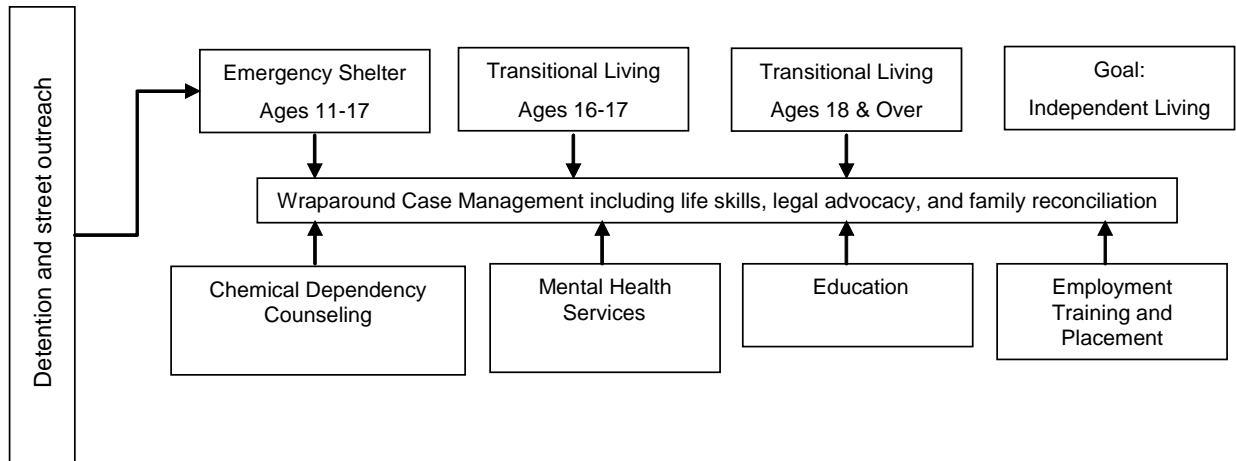 Detention and street outreach
Emergency Shelter
Ages 11-17
Transitional Living
Ages 16-17
Transitional Living
Ages 18 & Over
Goal:
Independent Living
Wraparound Case Management including life skills, legal advocacy, and family reconciliation
Chemical Dependency
Counseling
Mental Health
Services
Education
Employment
Training and
Placement